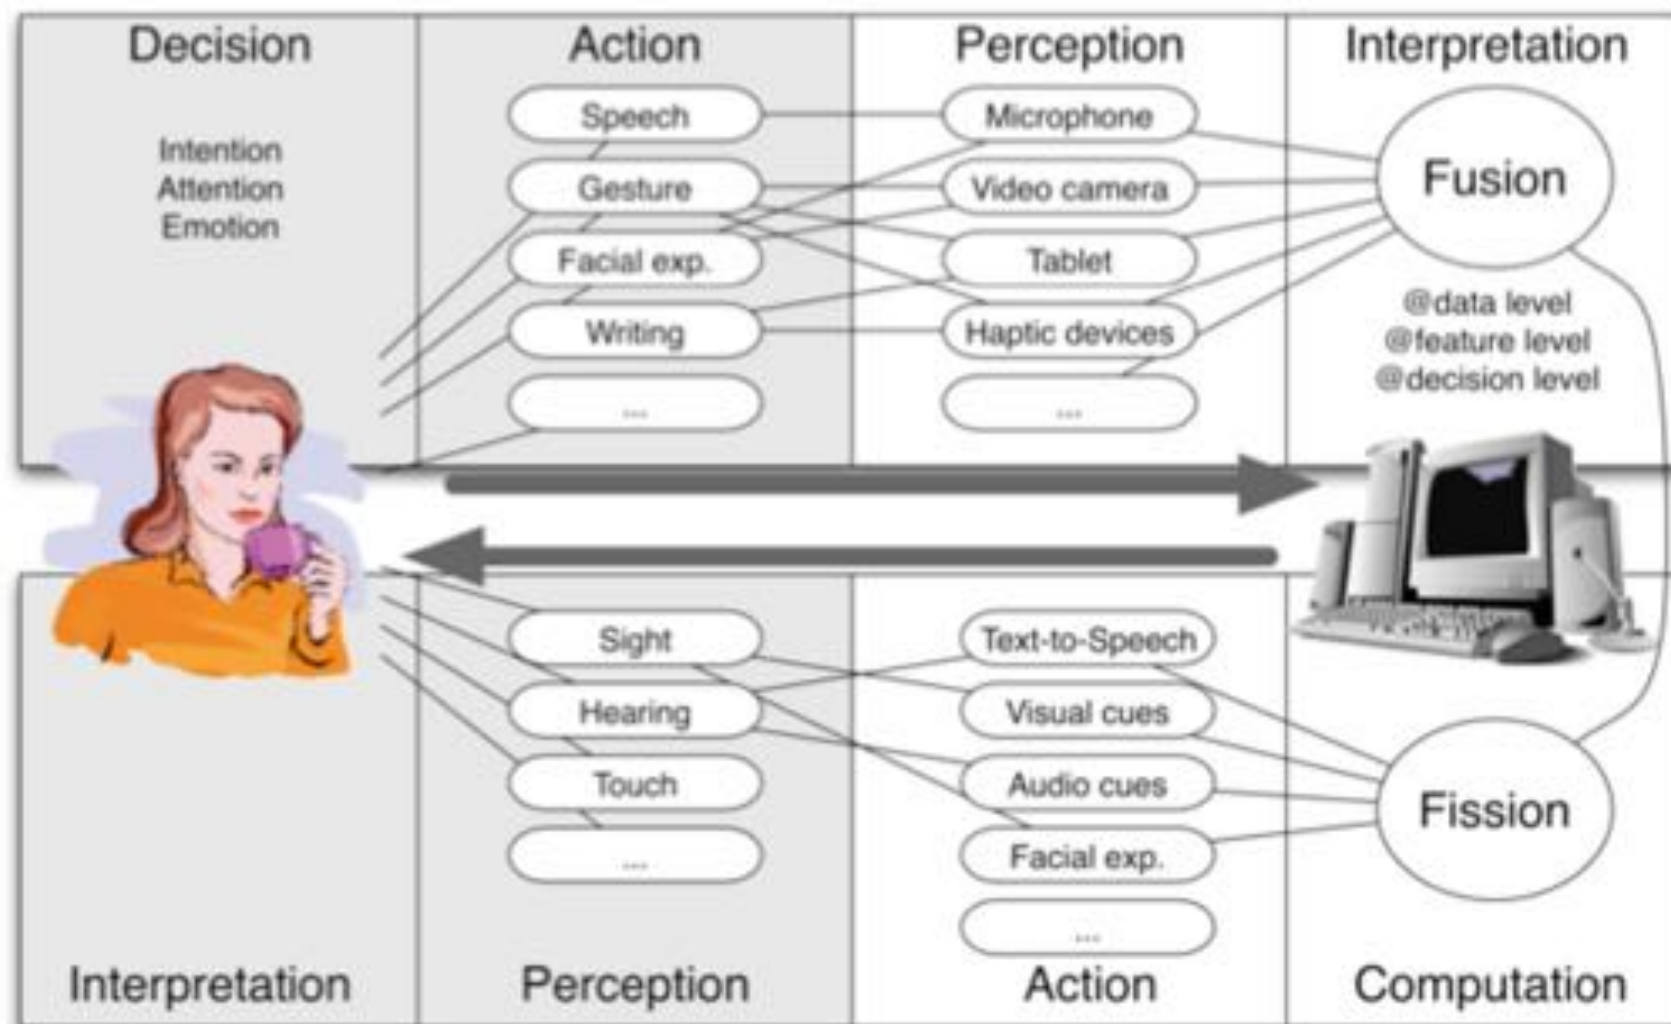 Decision
Action
Perception
Interpretation
Intention
Attention
Emotion
Speech
Gesture
Facial exp.
Writing
...
Microphone
Video camera
Tablet
Haptic devices
...
Fusion
@data level
@feature level
@decision level
Sight
Hearing
Touch
...
Text-to-Speech
Visual cues
Audio cues
Facial exp.
...
Fission
Interpretation
Perception
Action
Computation